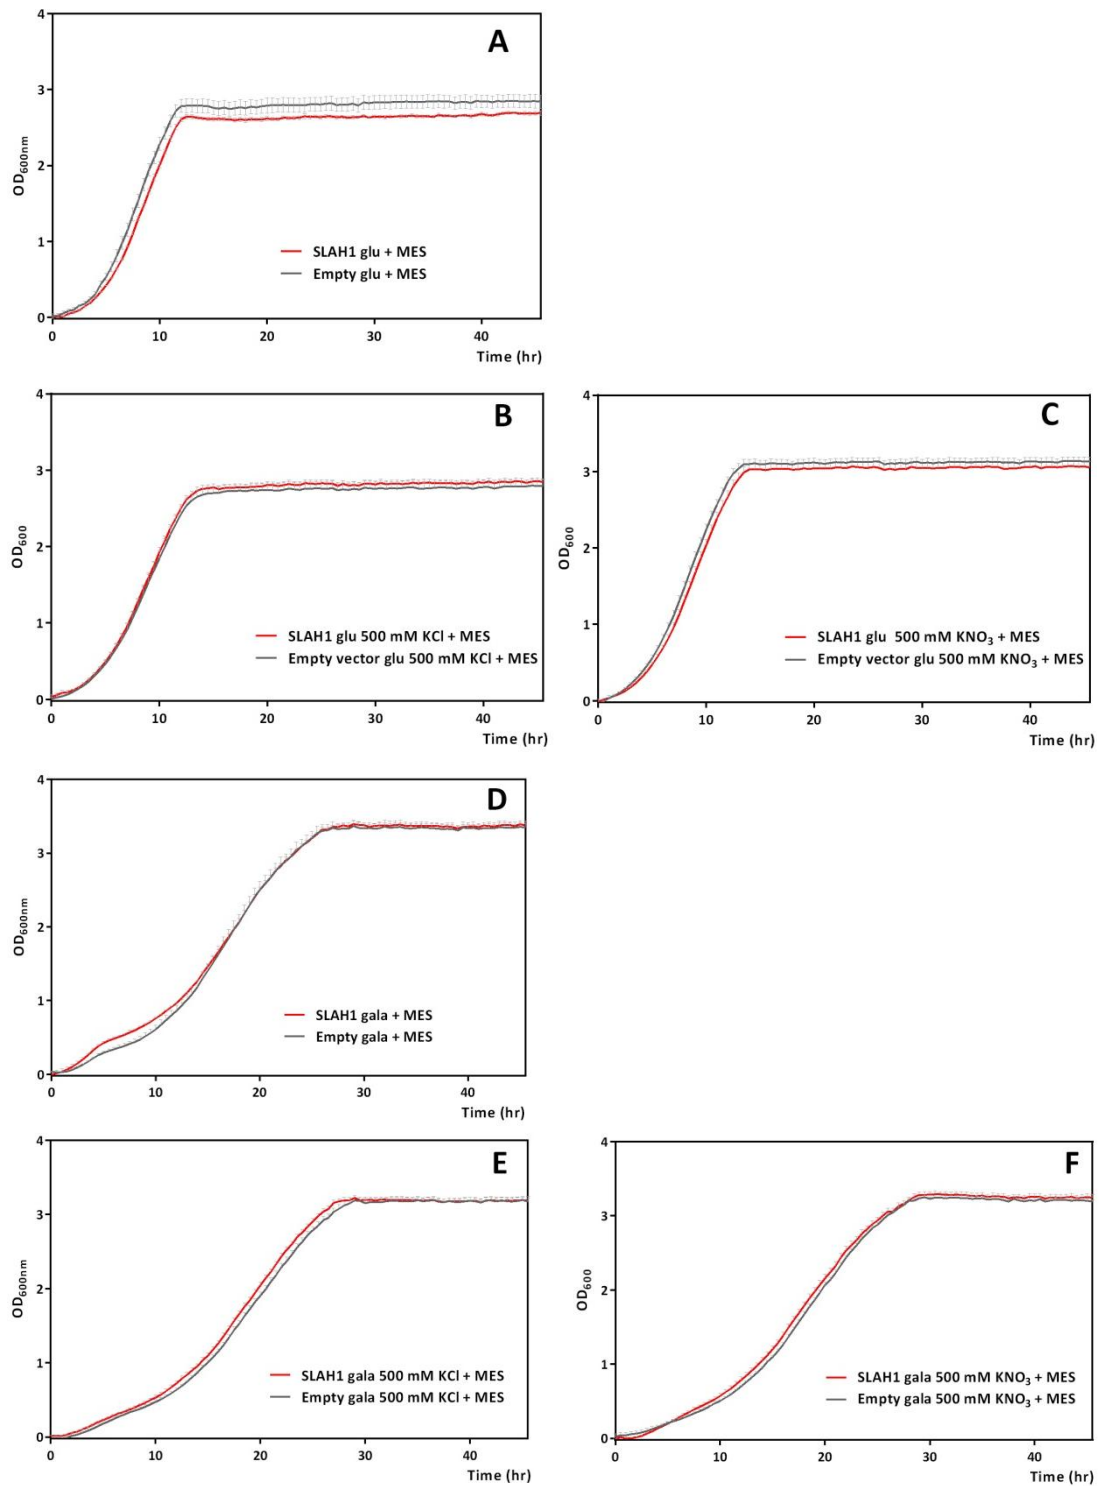 A
4
3
2
1
0
OD600nm
SLAH1 glu + MES
Empty glu + MES
0 10 20 30 40
Time (hr)
B
4
3
2
1
0
OD600
SLAH1 glu 500 mM KCl + MES
Empty vector glu 500 mM KCl + MES
0 10 20 30 40
Time (hr)
C
4
3
2
1
0
OD600
SLAH1 glu 500 mM KNO3 + MES
Empty vector glu 500 mM KNO3 + MES
0 10 20 30 40
Time (hr)
D
4
3
2
1
0
OD600nm
SLAH1 gala + MES
Empty gala + MES
0 10 20 30 40
Time (hr)
E
4
3
2
1
0
OD600nm
SLAH1 gala 500 mM KCl + MES
Empty gala 500 mM KCl + MES
0 10 20 30 40
Time (hr)
F
4
3
2
1
0
OD600
SLAH1 gala 500 mM KNO3 + MES
Empty gala 500 mM KNO3 + MES
0 10 20 30 40
Time (hr)